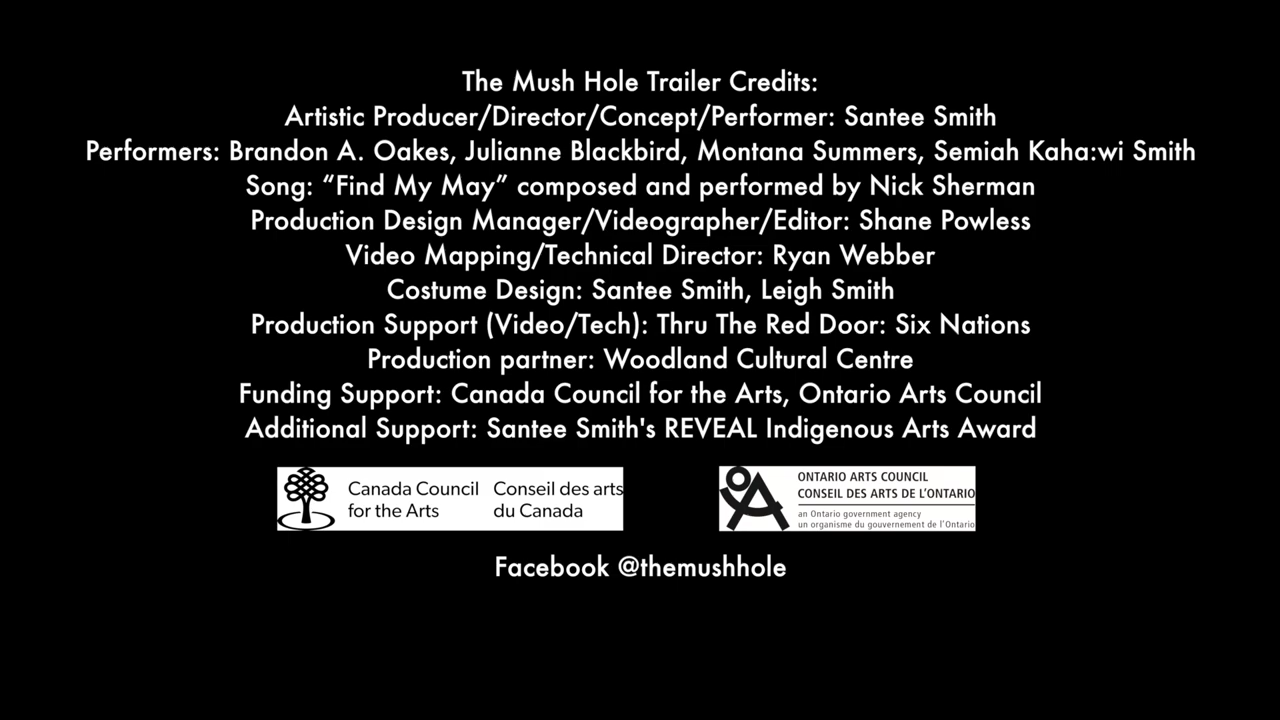 The Mush Hole Trailer Credits:
Artistic Producer/Director/Concept/Performer: Santee Smith
Performers: Brandon A. Oakes, Julianne Blackbird, Montana Summers, Semiah Kaha:wi Smith
Song: “Find My May” composed and performed by Nick Sherman
Production Design Manager/Videographer/Editor: Shane Powless
Video Mapping/Technical Director: Ryan Webber
Costume Design: Santee Smith, Leigh Smith
Production Support (Video/Tech): Thru The Red Door: Six Nations
Production partner: Woodland Cultural Centre
Funding Support: Canada Council for the Arts, Ontario Arts Council
Additional Support: Santee Smith's REVEAL Indigenous Arts Award
Canada Council
for the Arts
Conseil des arts
du Canada
ONTARIO ARTS COUNCIL
CONSEIL DES ARTS DE L’ONTARIO
an Ontario government agency
un organisme du gouvernement de l’Ontario
Facebook @themushhole